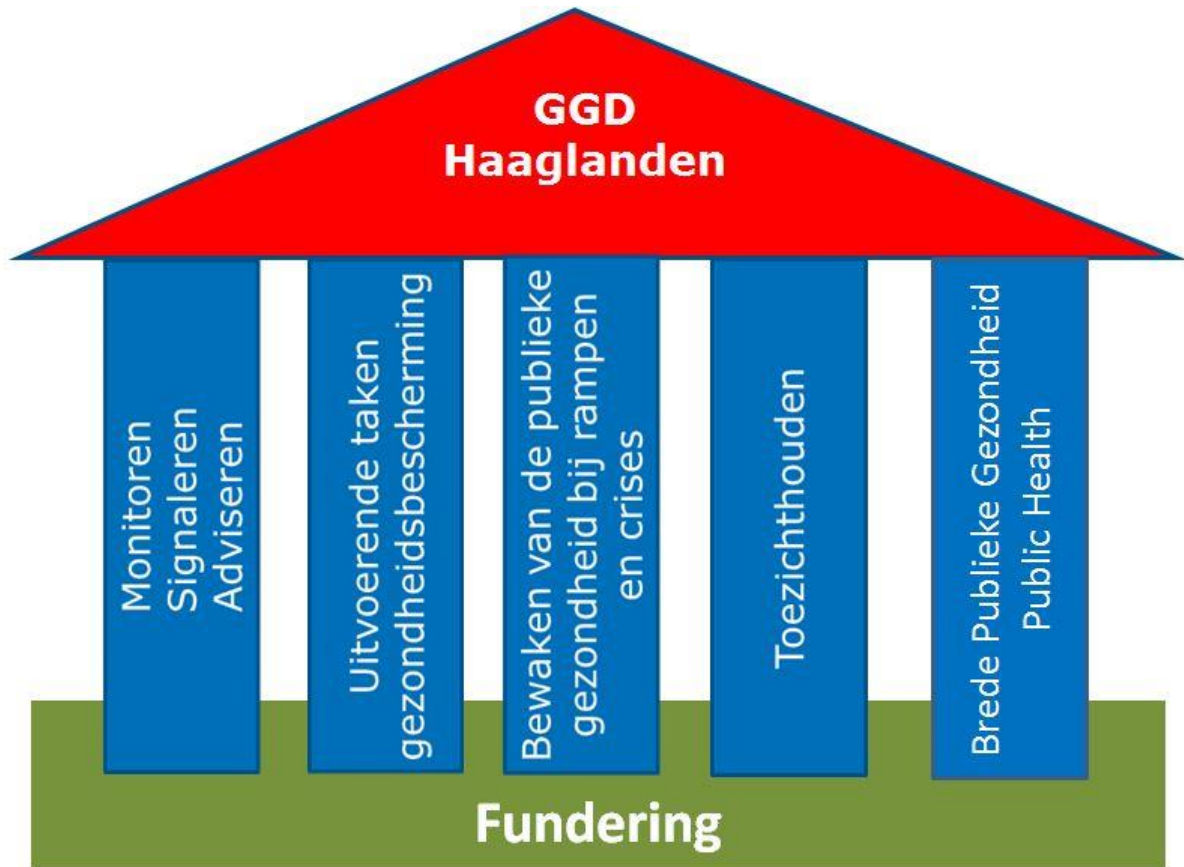 GGD
Haaglanden
Monitoren
Signaleren
Adviseren
Uitvoerende taken
gezondheidsbescherming
Bewaken van de publieke
gezondheid bij rampen
en crises
Toezichthouden
Brede Publieke Gezondheid
Public Health
Fundering